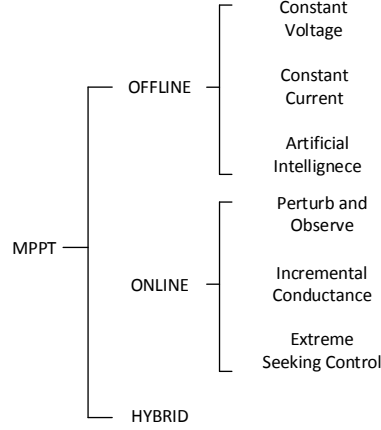 Constant
Voltage
OFFLINE
Constant
Current
Artificial
Intellignece
Perturb and
Observe
MPPT
ONLINE
Incremental
Conductance
Extreme
Seeking Control
HYBRID